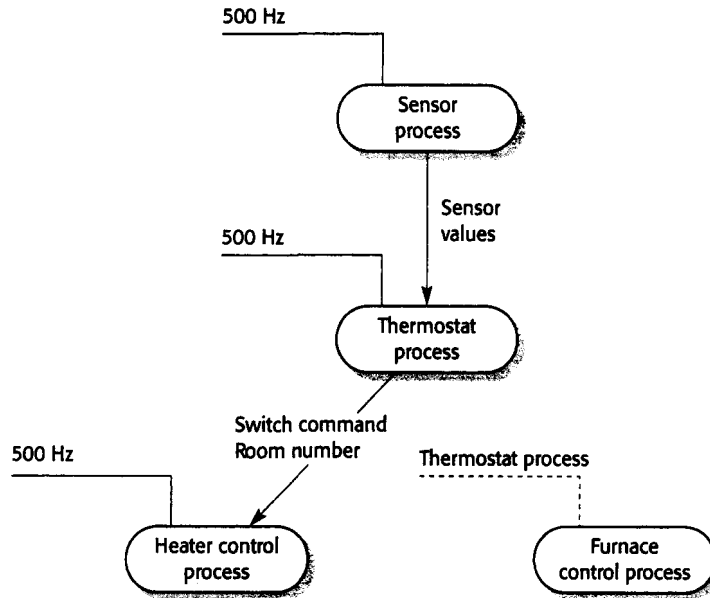 500 Hz
Sensor
process
Sensor
values
500 Hz
Thermostat
process
Switch command
Room number
500 Hz
Thermostat process
Heater control
process
Furnace
control process